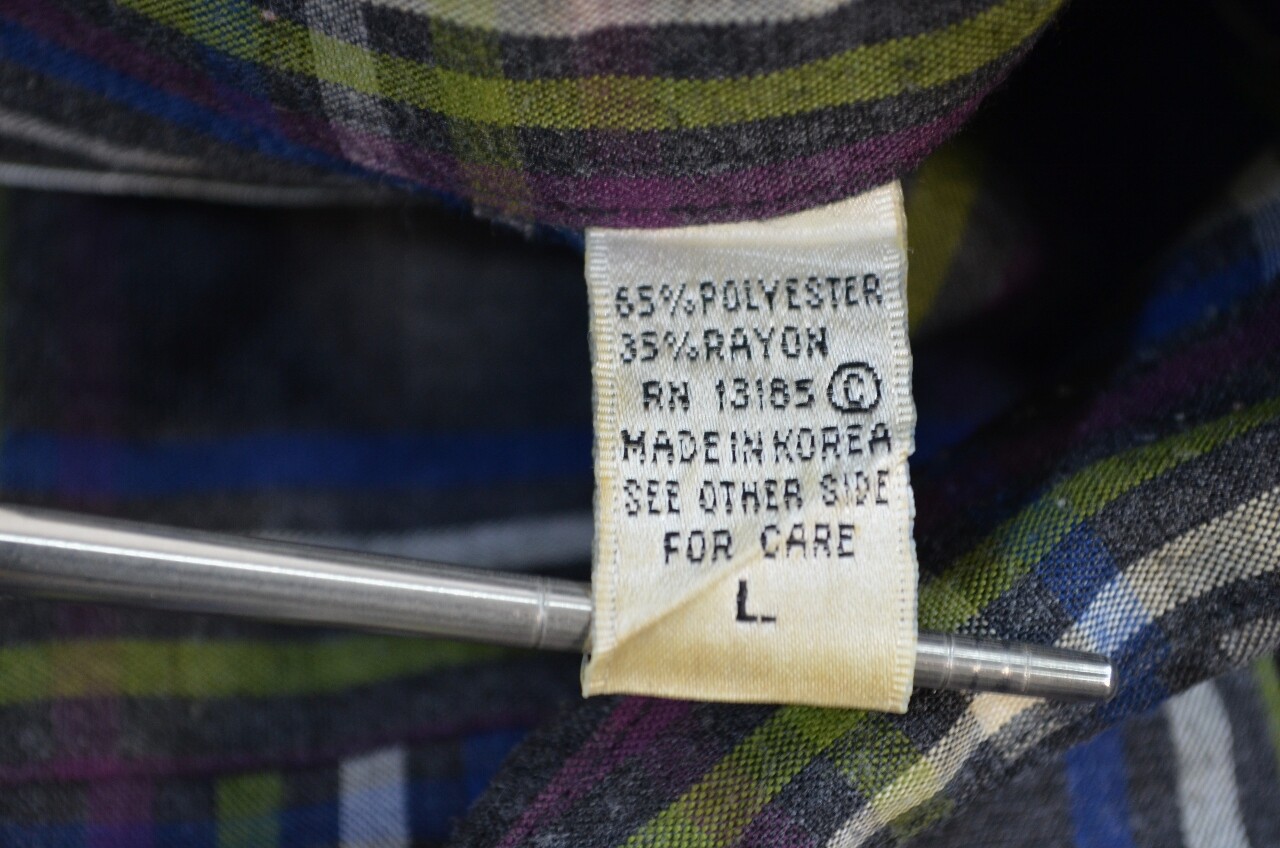 65% POLYESTER
35% RAYON
RN 13185 ©
MADE IN KOREA
SEE OTHER SIDE
FOR CARE
L